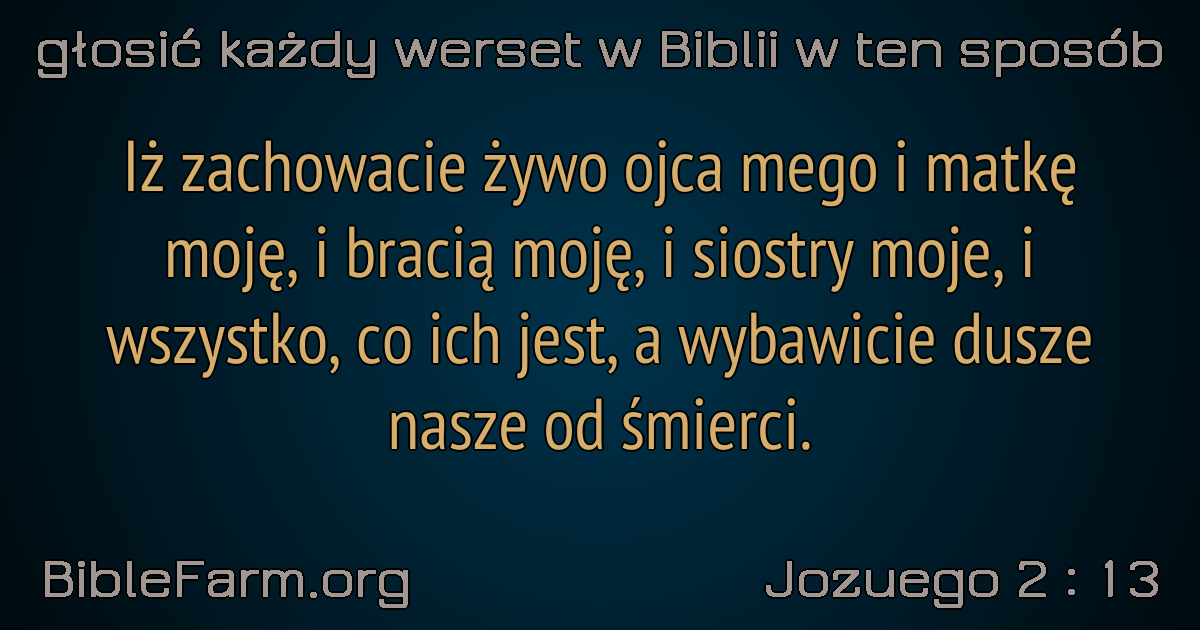 głosić każdy werset w Biblii w ten sposób
Iż zachowacie żywo ojca mego i matkę
moję, i bracią moję, i siostry moje, i
wszystko, co ich jest, a wybawicie dusze
nasze od śmierci.
BibleFarm.org
Jozuego 2 : 13